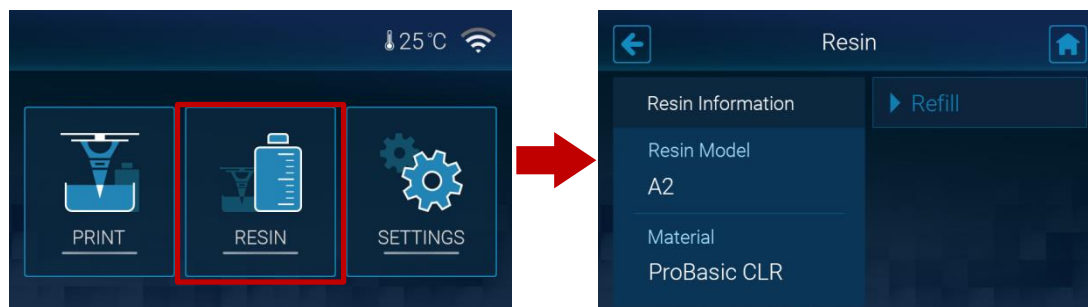 25℃
PRINT
RESIN
SETTINGS
Resin
Resin Information
Resin Model
A2
Material
ProBasic CLR
Refill